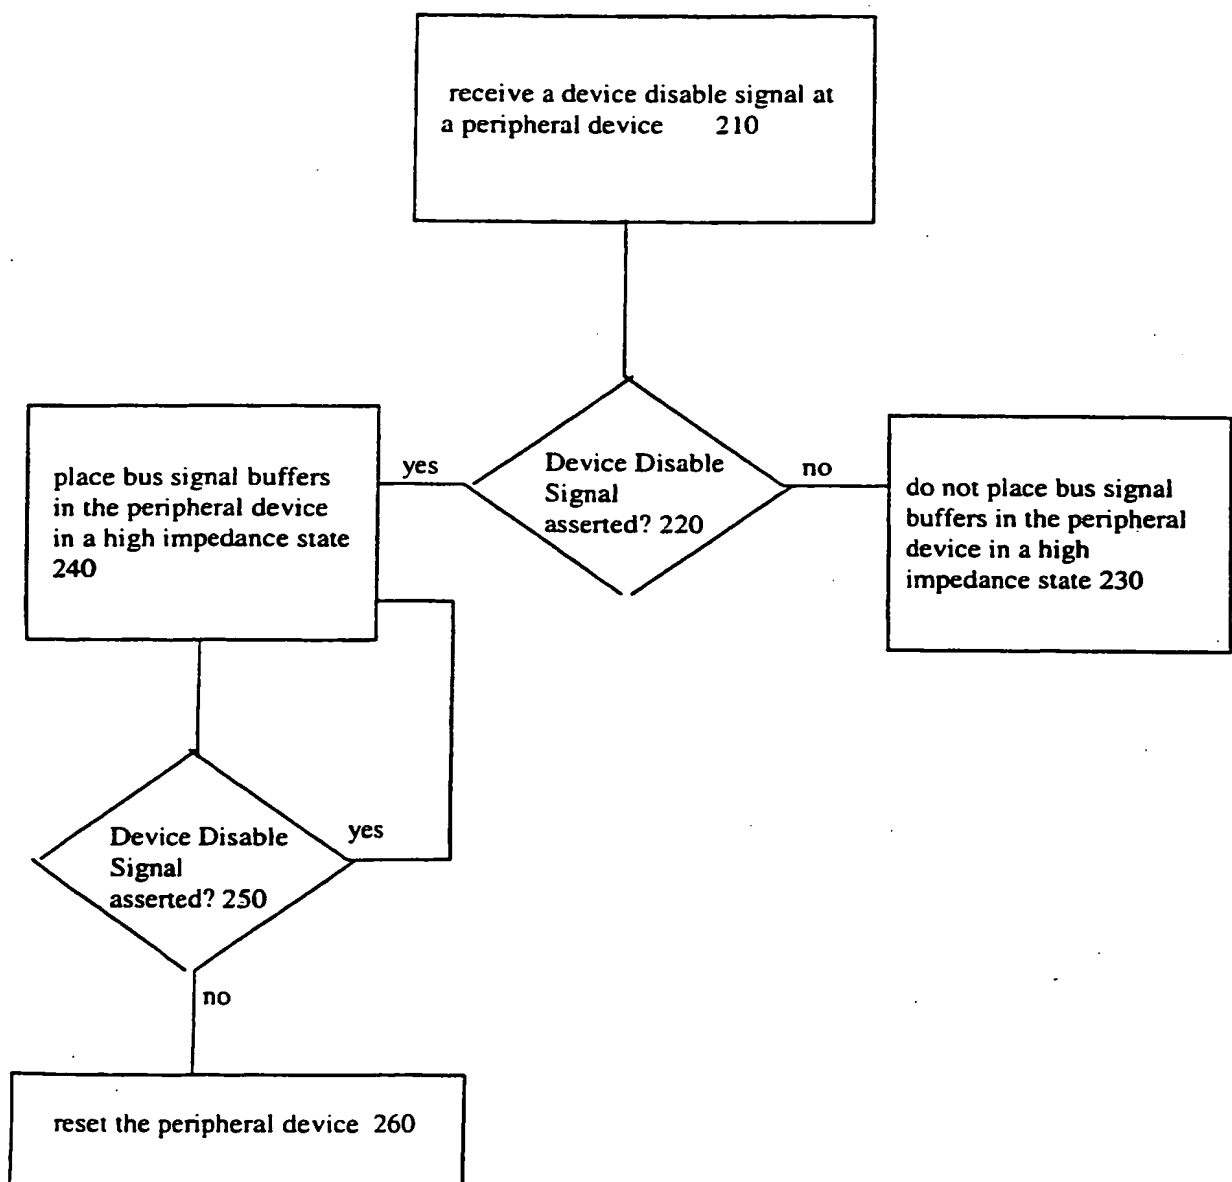 receive a device disable signal at
a peripheral device 210
Device Disable
Signal
asserted? 220
yes
no
place bus signal buffers
in the peripheral device
in a high impedance state
240
do not place bus signal
buffers in the peripheral
device in a high
impedance state 230
Device Disable
Signal
asserted? 250
yes
no
reset the peripheral device 260